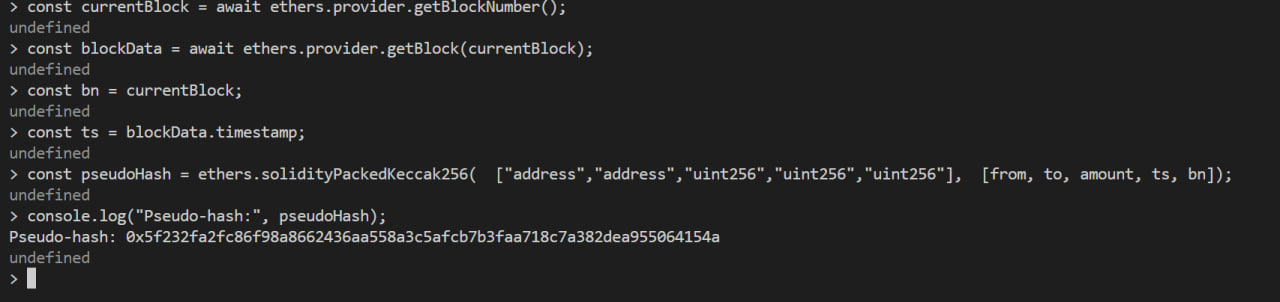 > const currentBlock = await ethers.provider.getBlockNumber();
undefined
> const blockData = await ethers.provider.getBlock(currentBlock);
undefined
> const bn = currentBlock;
undefined
> const ts = blockData.timestamp;
undefined
> const pseudoHash = ethers.solidityPackedKeccak256(  ["address","address","uint256","uint256","uint256"],  [from, to, amount, ts, bn]);
undefined
> console.log("Pseudo-hash:", pseudoHash);
Pseudo-hash: 0x5f232fa2fc86f98a8662436aa558a3c5afcb7b3faa718c7a382dea955064154a
undefined
>